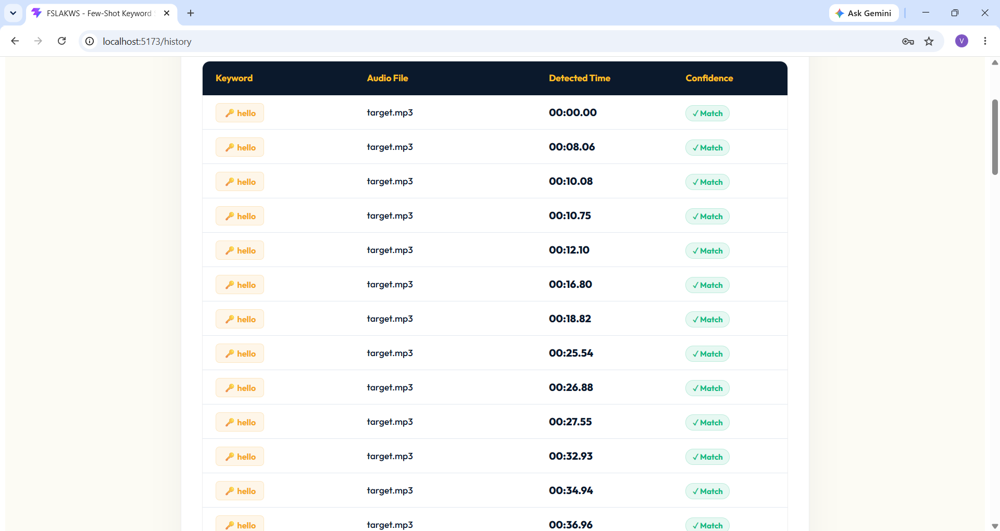 FSLAKWS - Few-Shot Keyword S
Ask Gemini
localhost:5173/history
V
Keyword Audio File Detected Time Confidence
hello target.mp3 00:00.00 ✓ Match
hello target.mp3 00:08.06 ✓ Match
hello target.mp3 00:10.08 ✓ Match
hello target.mp3 00:10.75 ✓ Match
hello target.mp3 00:12.10 ✓ Match
hello target.mp3 00:16.80 ✓ Match
hello target.mp3 00:18.82 ✓ Match
hello target.mp3 00:25.54 ✓ Match
hello target.mp3 00:26.88 ✓ Match
hello target.mp3 00:27.55 ✓ Match
hello target.mp3 00:32.93 ✓ Match
hello target.mp3 00:34.94 ✓ Match
hello target.mp3 00:36.96 ✓ Match